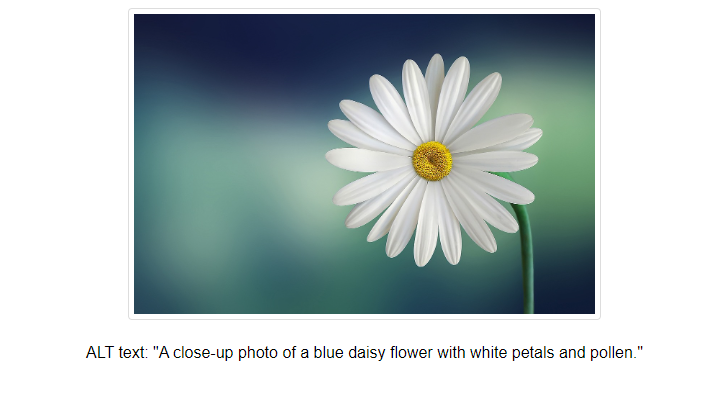 ALT text: "A close-up photo of a blue daisy flower with white petals and pollen."